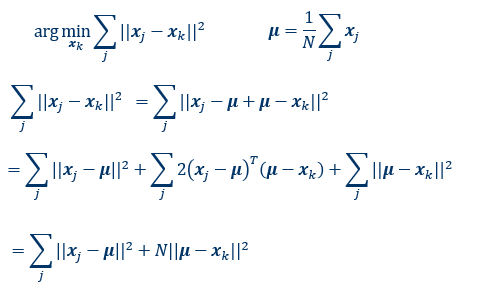 arg min_{x_k} ∑_j ||x_j − x_k||² μ = 1/N ∑_j x_j
∑_j ||x_j − x_k||² = ∑_j ||x_j − μ + μ − x_k||²
= ∑_j ||x_j − μ||² + ∑_j 2(x_j − μ)^T (μ − x_k) + ∑_j ||μ − x_k||²
= ∑_j ||x_j − μ||² + N||μ − x_k||²